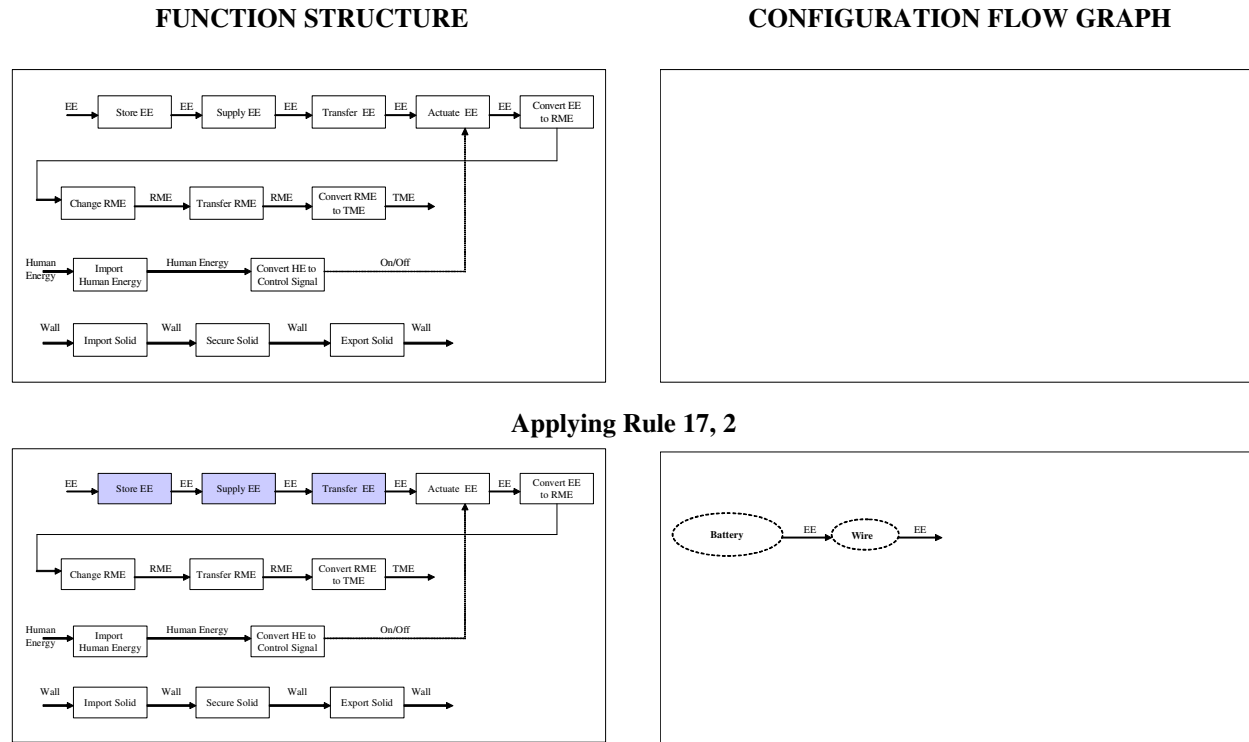 FUNCTION STRUCTURE
CONFIGURATION FLOW GRAPH
EE
Store EE
EE
Supply EE
EE
Transfer EE
EE
Actuate EE
EE
Convert EE
to RME
Change RME
RME
Transfer RME
RME
Convert RME
to TME
TME
Human
Energy
Import
Human Energy
Human Energy
Convert HE to
Control Signal
On/Off
Wall
Import Solid
Wall
Secure Solid
Wall
Export Solid
Wall
Applying Rule 17, 2
EE
Store EE
EE
Supply EE
EE
Transfer EE
EE
Actuate EE
EE
Convert EE
to RME
Change RME
RME
Transfer RME
RME
Convert RME
to TME
TME
Human
Energy
Import
Human Energy
Human Energy
Convert HE to
Control Signal
On/Off
Wall
Import Solid
Wall
Secure Solid
Wall
Export Solid
Wall
Battery
EE
Wire
EE